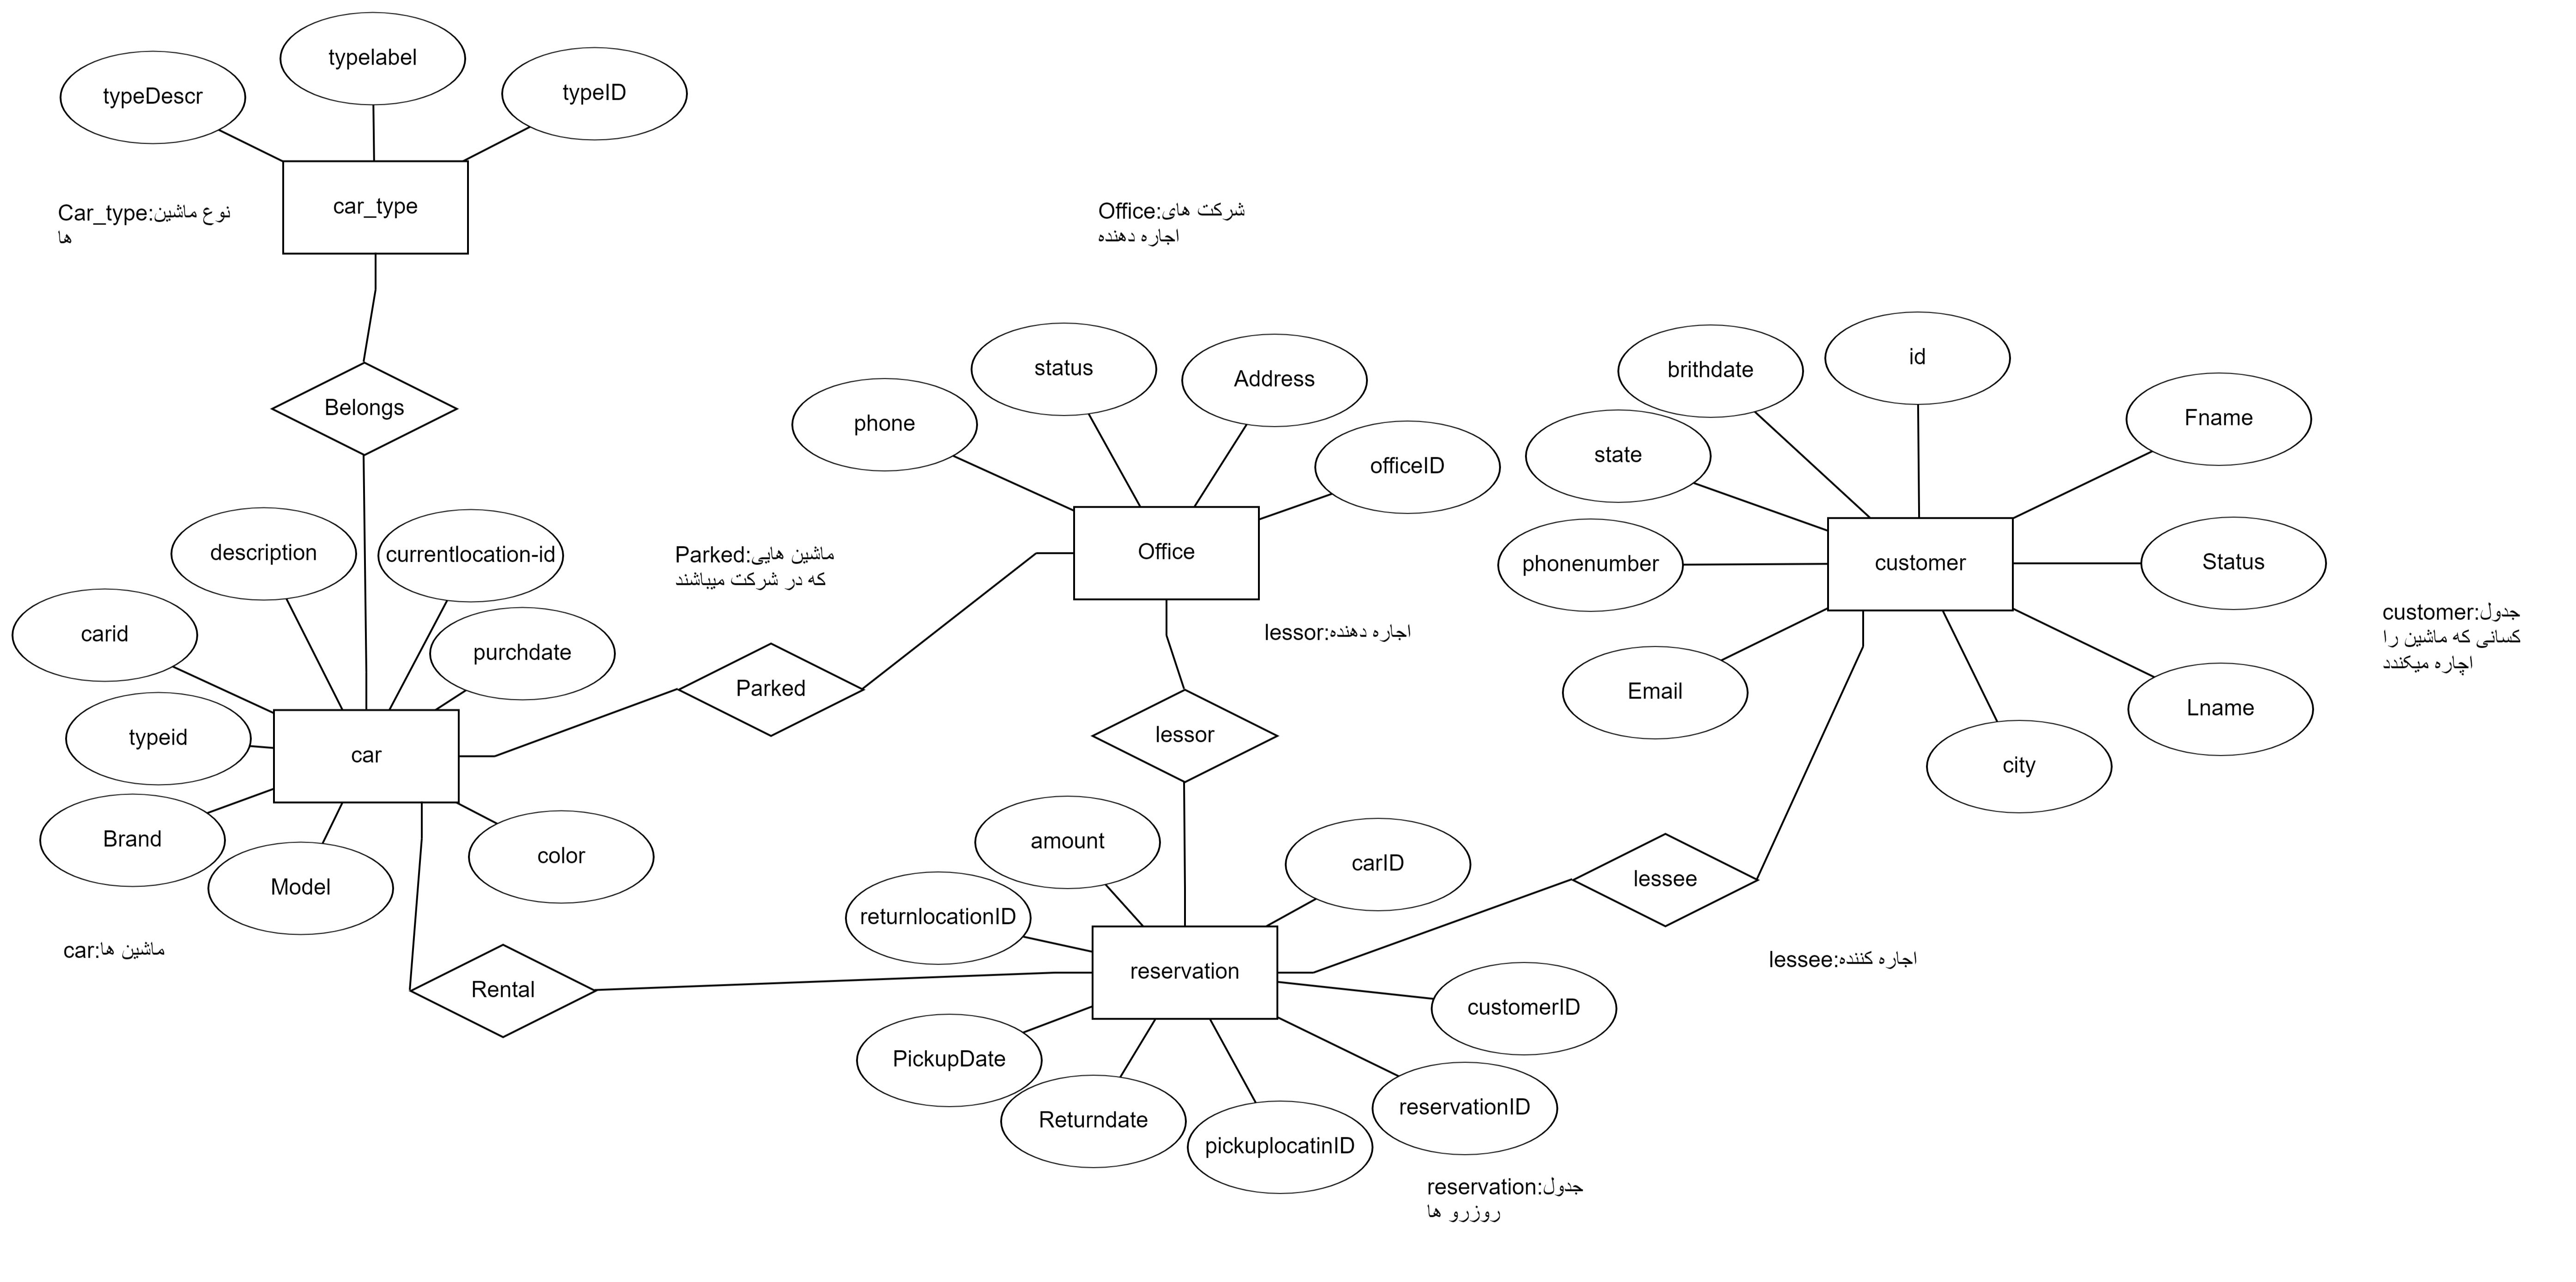 typelabel
typeDescr
typeID
car_type
Car_type:نوع ماشین
ها
Office:شرکت های
اجاره دهنده
Belongs
brithdate
id
status
Address
phone
officeID
Fname
state
description
currentlocation-id
Parked:ماشین هایی
که در شرکت میباشند
Office
phonenumber
customer
Status
carid
purchdate
lessor:اجاره دهنده
customer:جدول
کسانی که ماشین را
اچاره میکندد
typeid
car
Parked
lessor
Email
Lname
city
Brand
Model
color
amount
carID
lessee
returnlocationID
car:ماشین ها
Rental
reservation
lessee:اجاره کننده
customerID
PickupDate
Returndate
pickuplocatinID
reservationID
reservation:جدول
روزرو ها